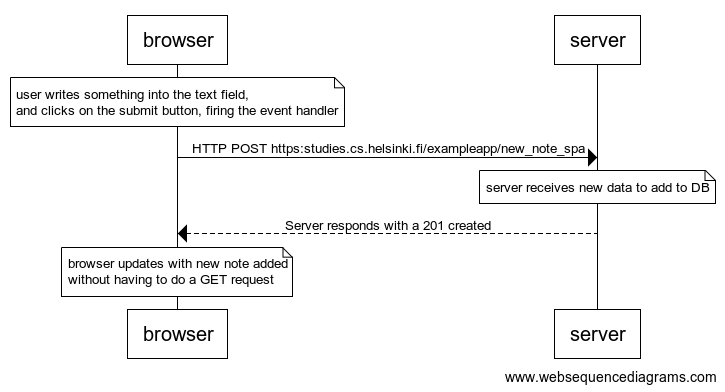 browser
server
user writes something into the text field,
and clicks on the submit button, firing the event handler
HTTP POST https:studies.cs.helsinki.fi/exampleapp/new_note_spa
server receives new data to add to DB
Server responds with a 201 created
browser updates with new note added
without having to do a GET request
browser
server
www.websequencediagrams.com